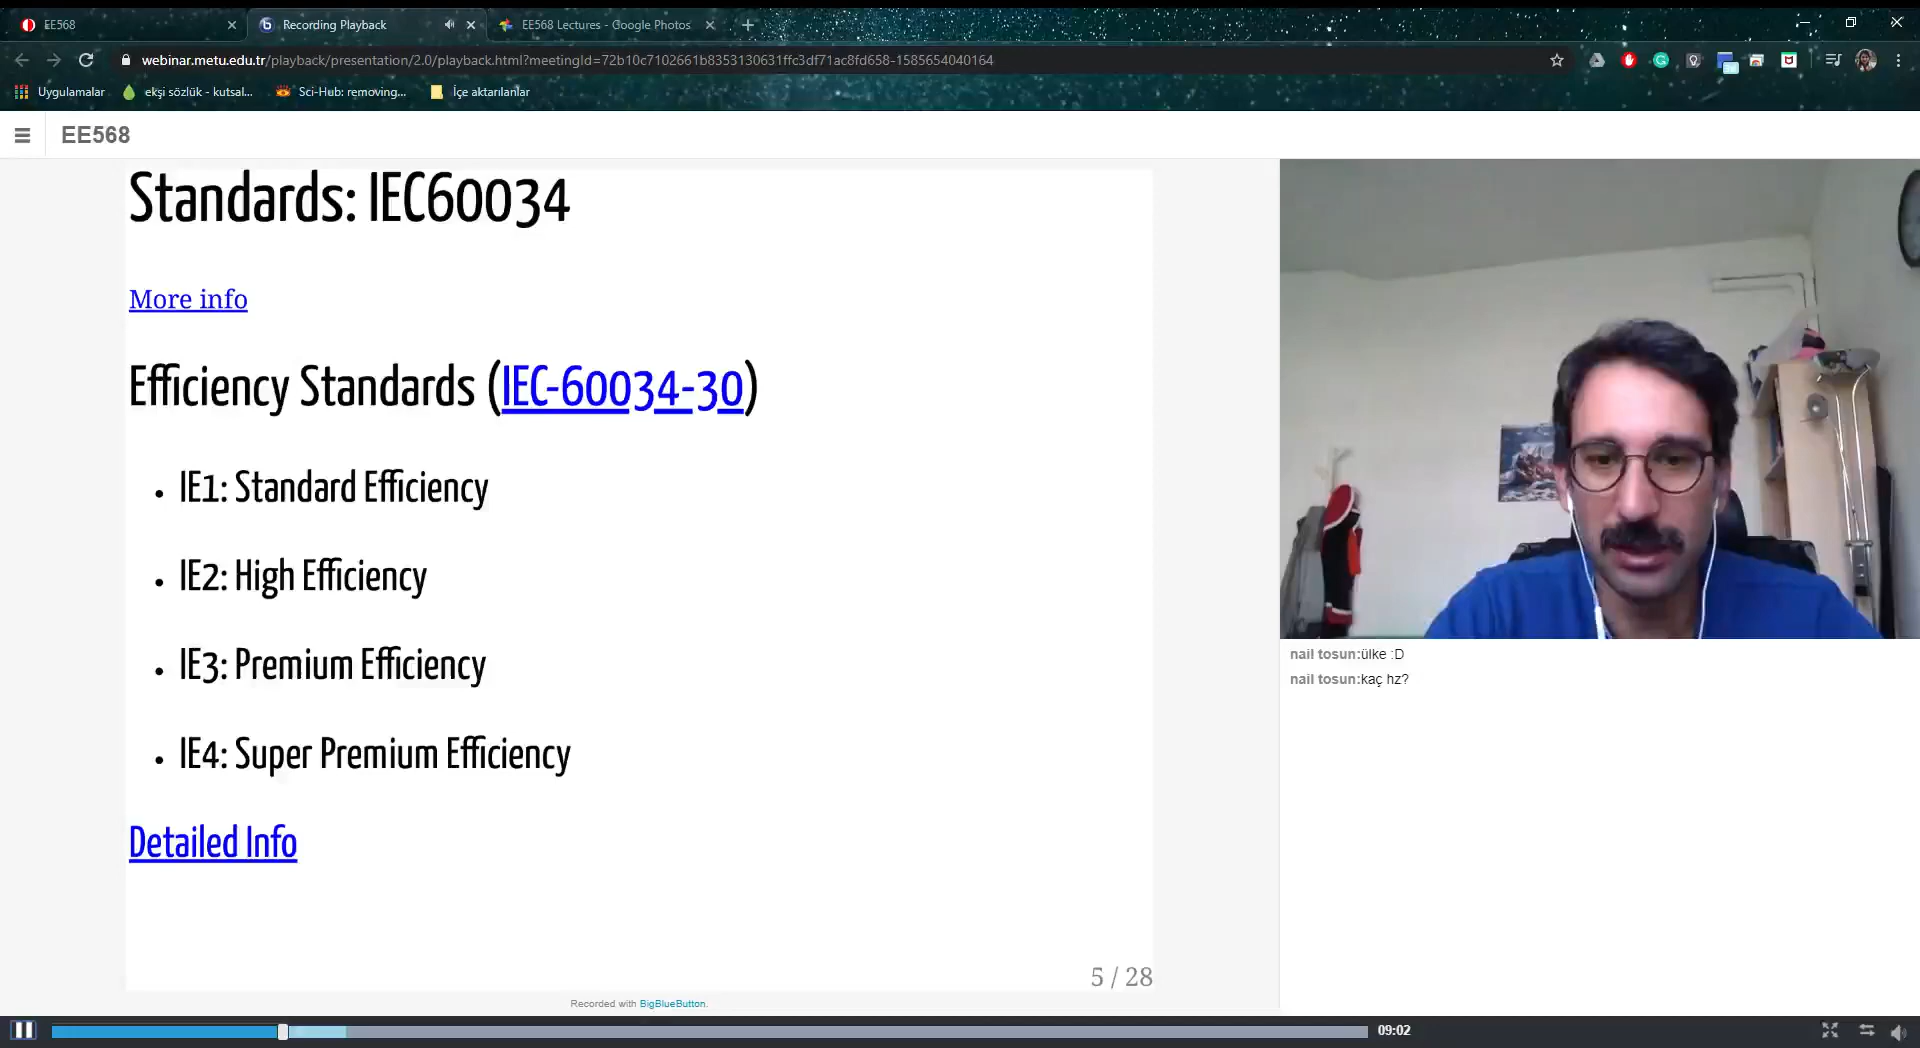 EE568
Recording Playback
EE568 Lectures - Google Photos
webinar.metu.edu.tr/playback/presentation/2.0/playback.html?meetingId=72b10c7102661b8353130631ffc3df71ac8fd658-1585654040164
Uygulamalar
ekşi sözlük - kutsal...
Sci-Hub: removing...
İçe aktarılanlar
EE568
Standards: IEC60034
More info
Efficiency Standards (IEC-60034-30)
• IE1: Standard Efficiency
• IE2: High Efficiency
• IE3: Premium Efficiency
• IE4: Super Premium Efficiency
Detailed Info
5 / 28
Recorded with BigBlueButton.
nail tosun:ülke :D
nail tosun:kaç hz?
09:02